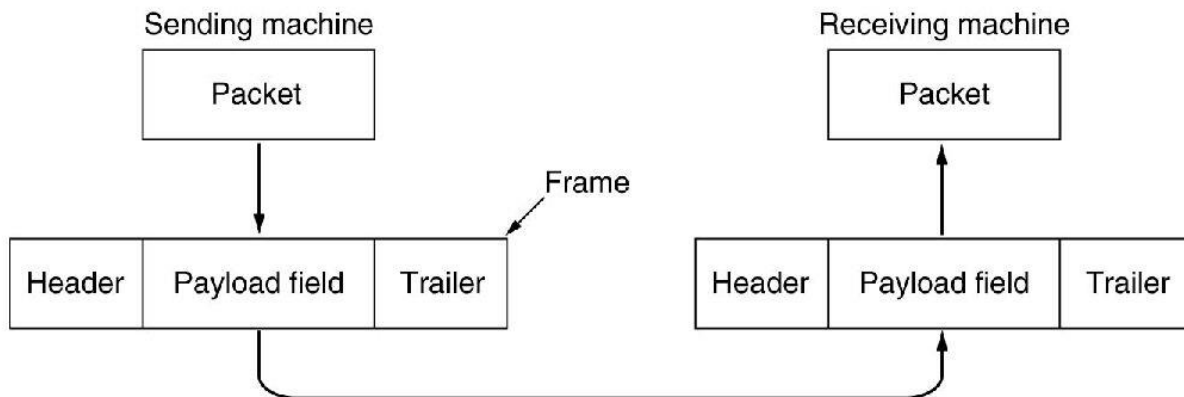 Sending machine
Receiving machine
Packet
Packet
Frame
Header
Payload field
Trailer
Header
Payload field
Trailer